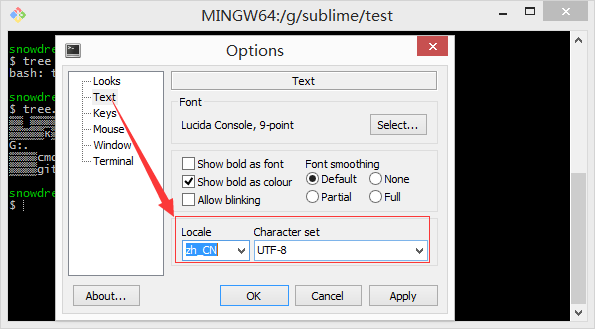 MINGW64:/g/sublime/test
snowdre
$ tree
bash: t
snowdre
$ tree.
G:.
cmd
git
snowdre
$
Options
Looks
Text
Keys
Mouse
Window
Terminal
Text
Font
Lucida Console, 9-point
Select...
Show bold as font
Show bold as colour
Allow blinking
Font smoothing
Default
None
Partial
Full
Locale
Character set
zh_CN
UTF-8
About...
OK
Cancel
Apply